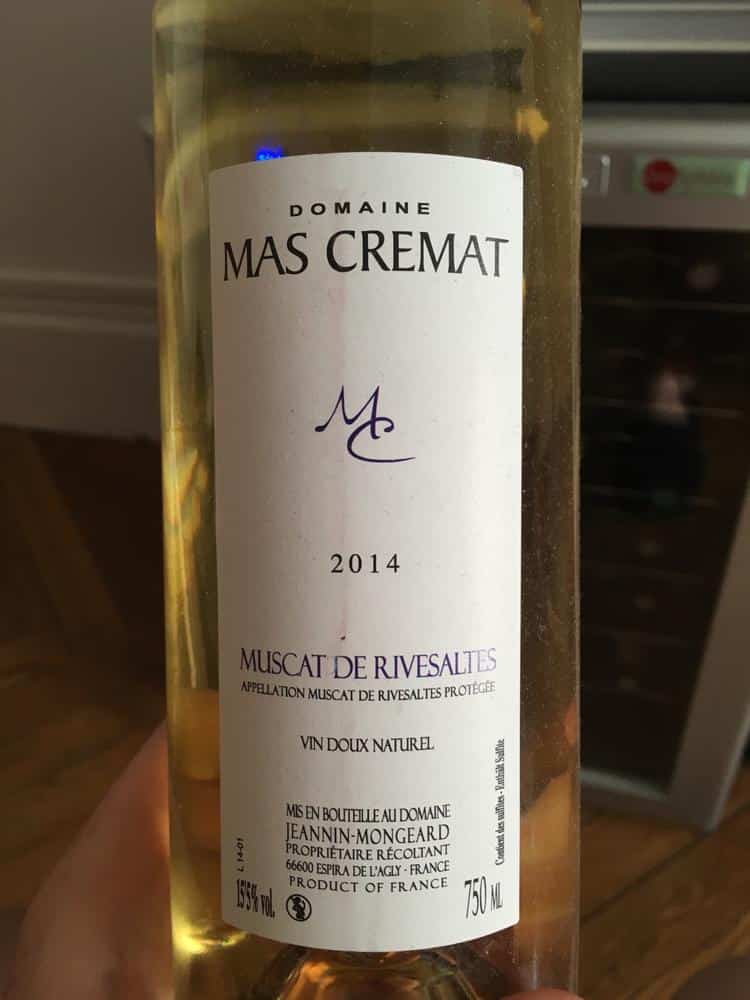 DOMAINE
MAS CREMAT
MC
2014
MUSCAT DE RIVESALTES
APPELLATION MUSCAT DE RIVESALTES PROTÉGÉE
VIN DOUX NATUREL
MIS EN BOUTEILLE AU DOMAINE
JEANNIN-MONGEARD
PROPRIÉTAIRE RÉCOLTANT
66600 ESPIRA DE L'AGLY - FRANCE
PRODUCT OF FRANCE
L 14-01
15'5% vol.
750 ML
Contient des sulfites - Enthält Sulfite